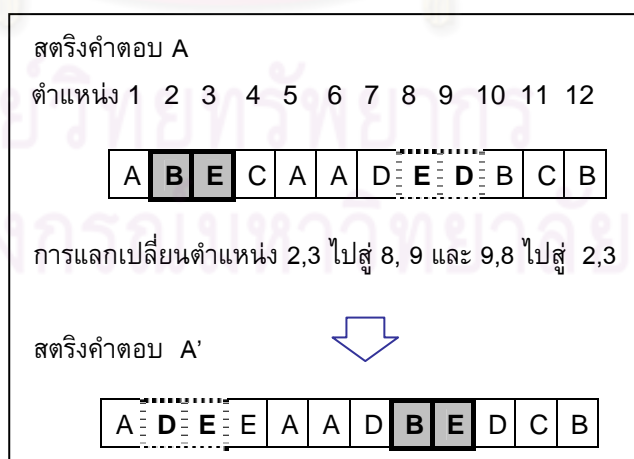 สตริงคำตอบ A
ตำแหน่ง 1 2 3 4 5 6 7 8 9 10 11 12
A B E C A A D E D B C B
การแลกเปลี่ยนตำแหน่ง 2,3 ไปสู่ 8, 9 และ 9,8 ไปสู่ 2,3
สตริงคำตอบ A’
A D E E A A D B E D C B